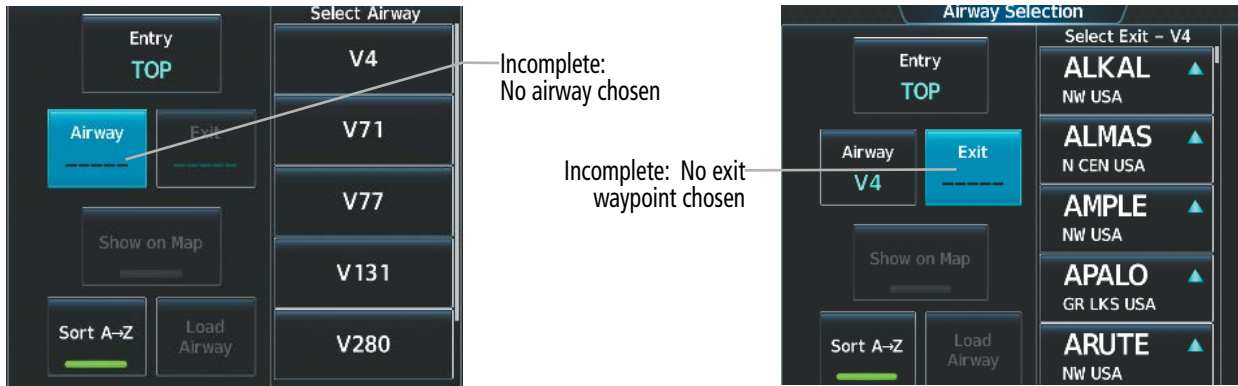 Select Airway
Entry
TOP
V4
Airway
-----
Exit
-----
V71
V77
Show on Map
V131
Sort A→Z
Load
Airway
V280
Incomplete:
No airway chosen
Incomplete: No exit
waypoint chosen
Airway Selection
Select Exit – V4
Entry
TOP
ALKAL
NW USA
Airway
V4
Exit
-----
ALMAS
N CEN USA
AMPLE
NW USA
Show on Map
APALO
GR LKS USA
Sort A→Z
Load
Airway
ARUTE
NW USA